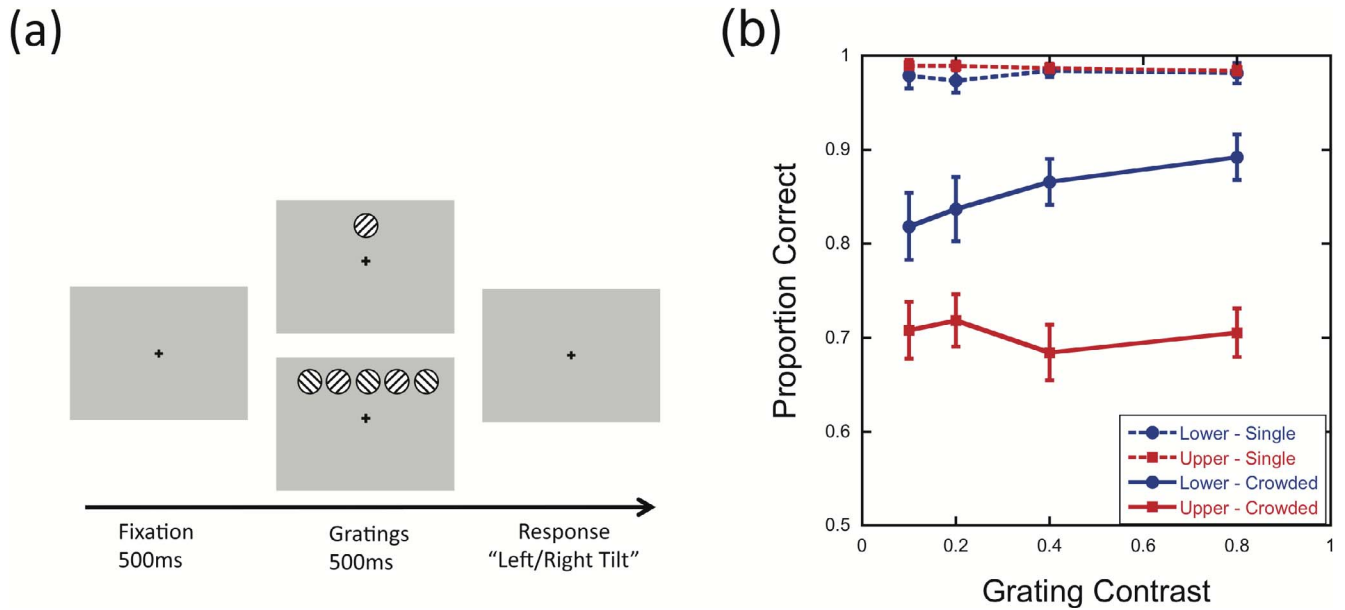 (a)
Fixation
500ms
Gratings
500ms
Response
“Left/Right Tilt”
(b)
Proportion Correct
1
0.9
0.8
0.7
0.6
0.5
0
0.2
0.4
0.6
0.8
1
Grating Contrast
Lower - Single
Upper - Single
Lower - Crowded
Upper - Crowded